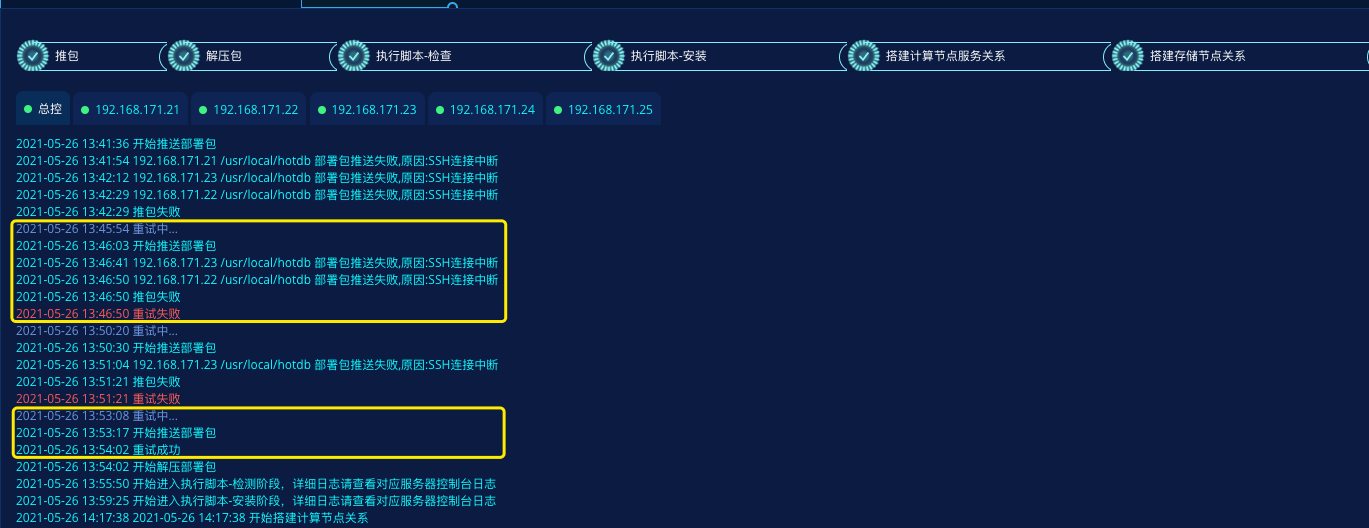 推包 解压包 执行脚本-检查 执行脚本-安装 搭建计算节点服务关系 搭建存储节点关系
总控 192.168.171.21 192.168.171.22 192.168.171.23 192.168.171.24 192.168.171.25
2021-05-26 13:41:36 开始推送部署包
2021-05-26 13:41:54 192.168.171.21 /usr/local/hotdb 部署包推送失败,原因:SSH连接中断
2021-05-26 13:42:12 192.168.171.23 /usr/local/hotdb 部署包推送失败,原因:SSH连接中断
2021-05-26 13:42:29 192.168.171.22 /usr/local/hotdb 部署包推送失败,原因:SSH连接中断
2021-05-26 13:42:29 推包失败
2021-05-26 13:45:54 重试中...
2021-05-26 13:46:03 开始推送部署包
2021-05-26 13:46:41 192.168.171.23 /usr/local/hotdb 部署包推送失败,原因:SSH连接中断
2021-05-26 13:46:50 192.168.171.22 /usr/local/hotdb 部署包推送失败,原因:SSH连接中断
2021-05-26 13:46:50 推包失败
2021-05-26 13:46:50 重试失败
2021-05-26 13:50:20 重试中...
2021-05-26 13:50:30 开始推送部署包
2021-05-26 13:51:04 192.168.171.23 /usr/local/hotdb 部署包推送失败,原因:SSH连接中断
2021-05-26 13:51:21 推包失败
2021-05-26 13:51:21 重试失败
2021-05-26 13:53:08 重试中...
2021-05-26 13:53:17 开始推送部署包
2021-05-26 13:54:02 重试成功
2021-05-26 13:54:02 开始解压部署包
2021-05-26 13:55:50 开始进入执行脚本-检测阶段，详细日志请查看对应服务器控制台日志
2021-05-26 13:59:25 开始进入执行脚本-安装阶段，详细日志请查看对应服务器控制台日志
2021-05-26 14:17:38 2021-05-26 14:17:38 开始搭建计算节点关系